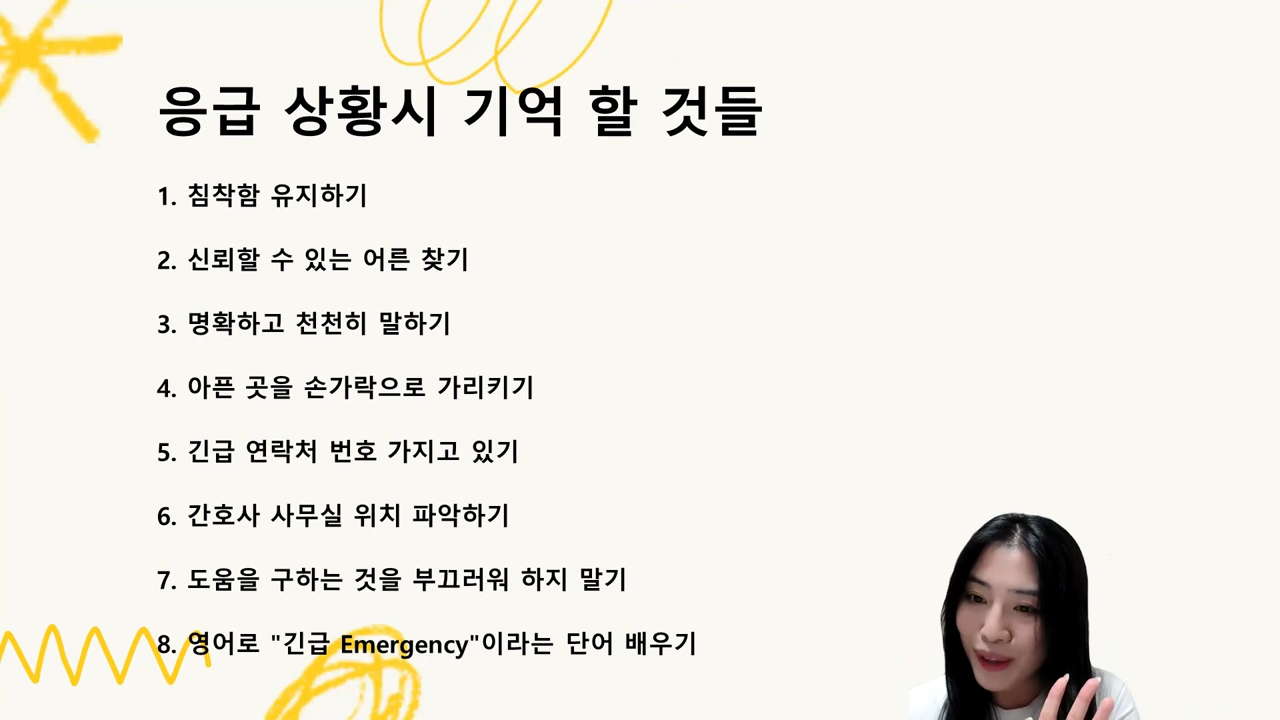 응급 상황시 기억 할 것들
1. 침착함 유지하기
2. 신뢰할 수 있는 어른 찾기
3. 명확하고 천천히 말하기
4. 아픈 곳을 손가락으로 가리키기
5. 긴급 연락처 번호 가지고 있기
6. 간호사 사무실 위치 파악하기
7. 도움을 구하는 것을 부끄러워 하지 말기
8. 영어로 "긴급 Emergency"이라는 단어 배우기